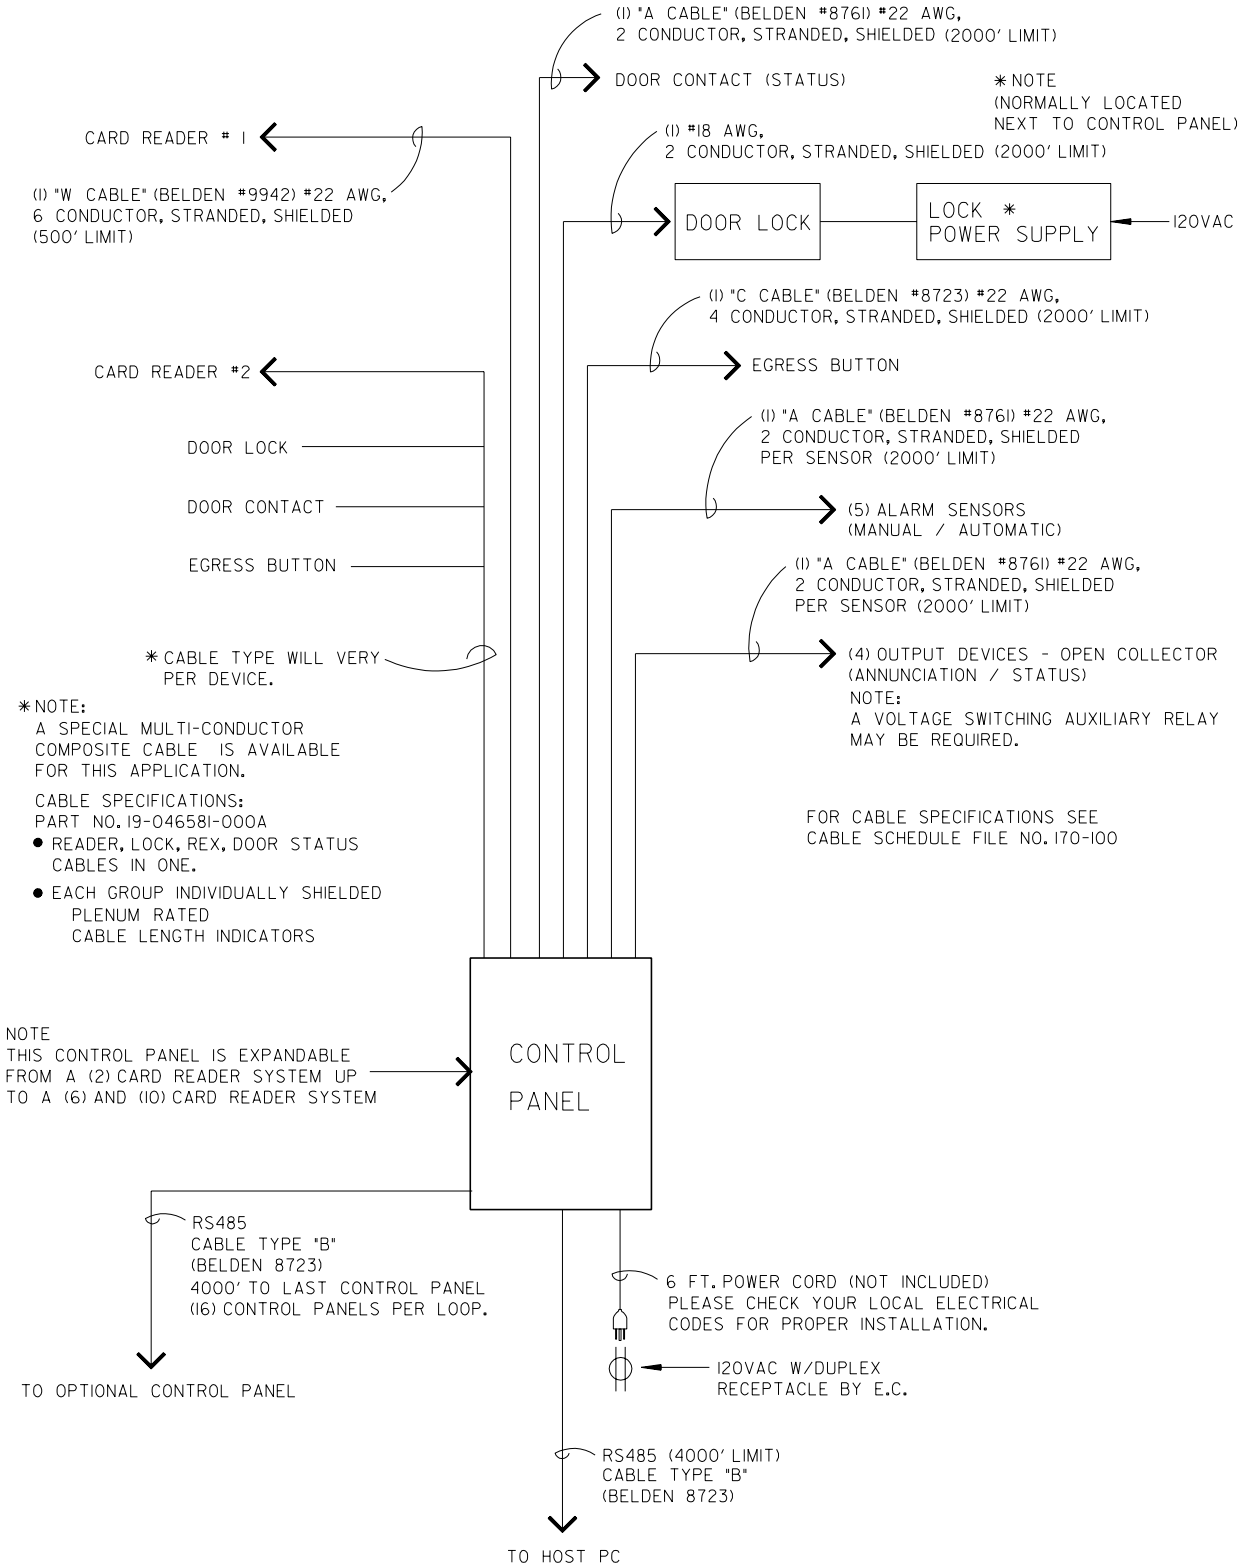 (1) "A CABLE" (BELDEN #8761) #22 AWG,
2 CONDUCTOR, STRANDED, SHIELDED (2000' LIMIT)
DOOR CONTACT (STATUS)
* NOTE
(NORMALLY LOCATED
NEXT TO CONTROL PANEL)
CARD READER # 1
(1) #18 AWG,
2 CONDUCTOR, STRANDED, SHIELDED (2000' LIMIT)
(1) "W CABLE" (BELDEN #9942) #22 AWG,
6 CONDUCTOR, STRANDED, SHIELDED
(500' LIMIT)
DOOR LOCK
LOCK *
POWER SUPPLY
120VAC
(1) "C CABLE" (BELDEN #8723) #22 AWG,
4 CONDUCTOR, STRANDED, SHIELDED (2000' LIMIT)
EGRESS BUTTON
CARD READER #2
(1) "A CABLE" (BELDEN #8761) #22 AWG,
2 CONDUCTOR, STRANDED, SHIELDED
PER SENSOR (2000' LIMIT)
DOOR LOCK
DOOR CONTACT
EGRESS BUTTON
(5) ALARM SENSORS
(MANUAL / AUTOMATIC)
(1) "A CABLE" (BELDEN #8761) #22 AWG,
2 CONDUCTOR, STRANDED, SHIELDED
PER SENSOR (2000' LIMIT)
* CABLE TYPE WILL VERY
PER DEVICE.
(4) OUTPUT DEVICES - OPEN COLLECTOR
(ANNUNCIATION / STATUS)
NOTE:
A VOLTAGE SWITCHING AUXILIARY RELAY
MAY BE REQUIRED.
* NOTE:
A SPECIAL MULTI-CONDUCTOR
COMPOSITE CABLE IS AVAILABLE
FOR THIS APPLICATION.
CABLE SPECIFICATIONS:
PART NO. 19-046581-000A
● READER, LOCK, REX, DOOR STATUS
CABLES IN ONE.
● EACH GROUP INDIVIDUALLY SHIELDED
PLENUM RATED
CABLE LENGTH INDICATORS
FOR CABLE SPECIFICATIONS SEE
CABLE SCHEDULE FILE NO. 170-100
NOTE
THIS CONTROL PANEL IS EXPANDABLE
FROM A (2) CARD READER SYSTEM UP
TO A (6) AND (10) CARD READER SYSTEM
CONTROL
PANEL
RS485
CABLE TYPE "B"
(BELDEN 8723)
4000' TO LAST CONTROL PANEL
(16) CONTROL PANELS PER LOOP.
6 FT. POWER CORD (NOT INCLUDED)
PLEASE CHECK YOUR LOCAL ELECTRICAL
CODES FOR PROPER INSTALLATION.
120VAC W/DUPLEX
RECEPTACLE BY E.C.
TO OPTIONAL CONTROL PANEL
RS485 (4000' LIMIT)
CABLE TYPE "B"
(BELDEN 8723)
TO HOST PC